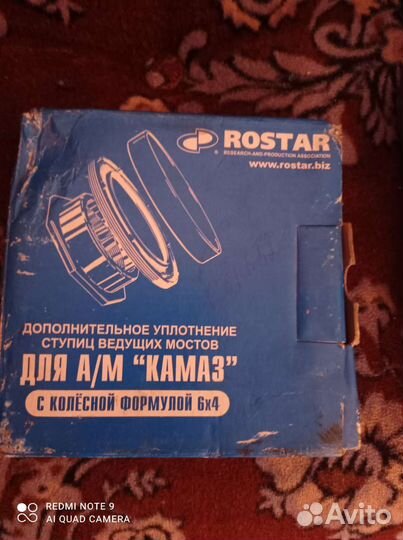 ROSTAR
RESEARCH-AND-PRODUCTION ASSOCIATION
www.rostar.biz
ДОПОЛНИТЕЛЬНОЕ УПЛОТНЕНИЕ
СТУПИЦ ВЕДУЩИХ МОСТОВ
ДЛЯ А/М "КАМАЗ"
С КОЛЁСНОЙ ФОРМУЛОЙ 6x4
REDMI NOTE 9
AI QUAD CAMERA
Avito